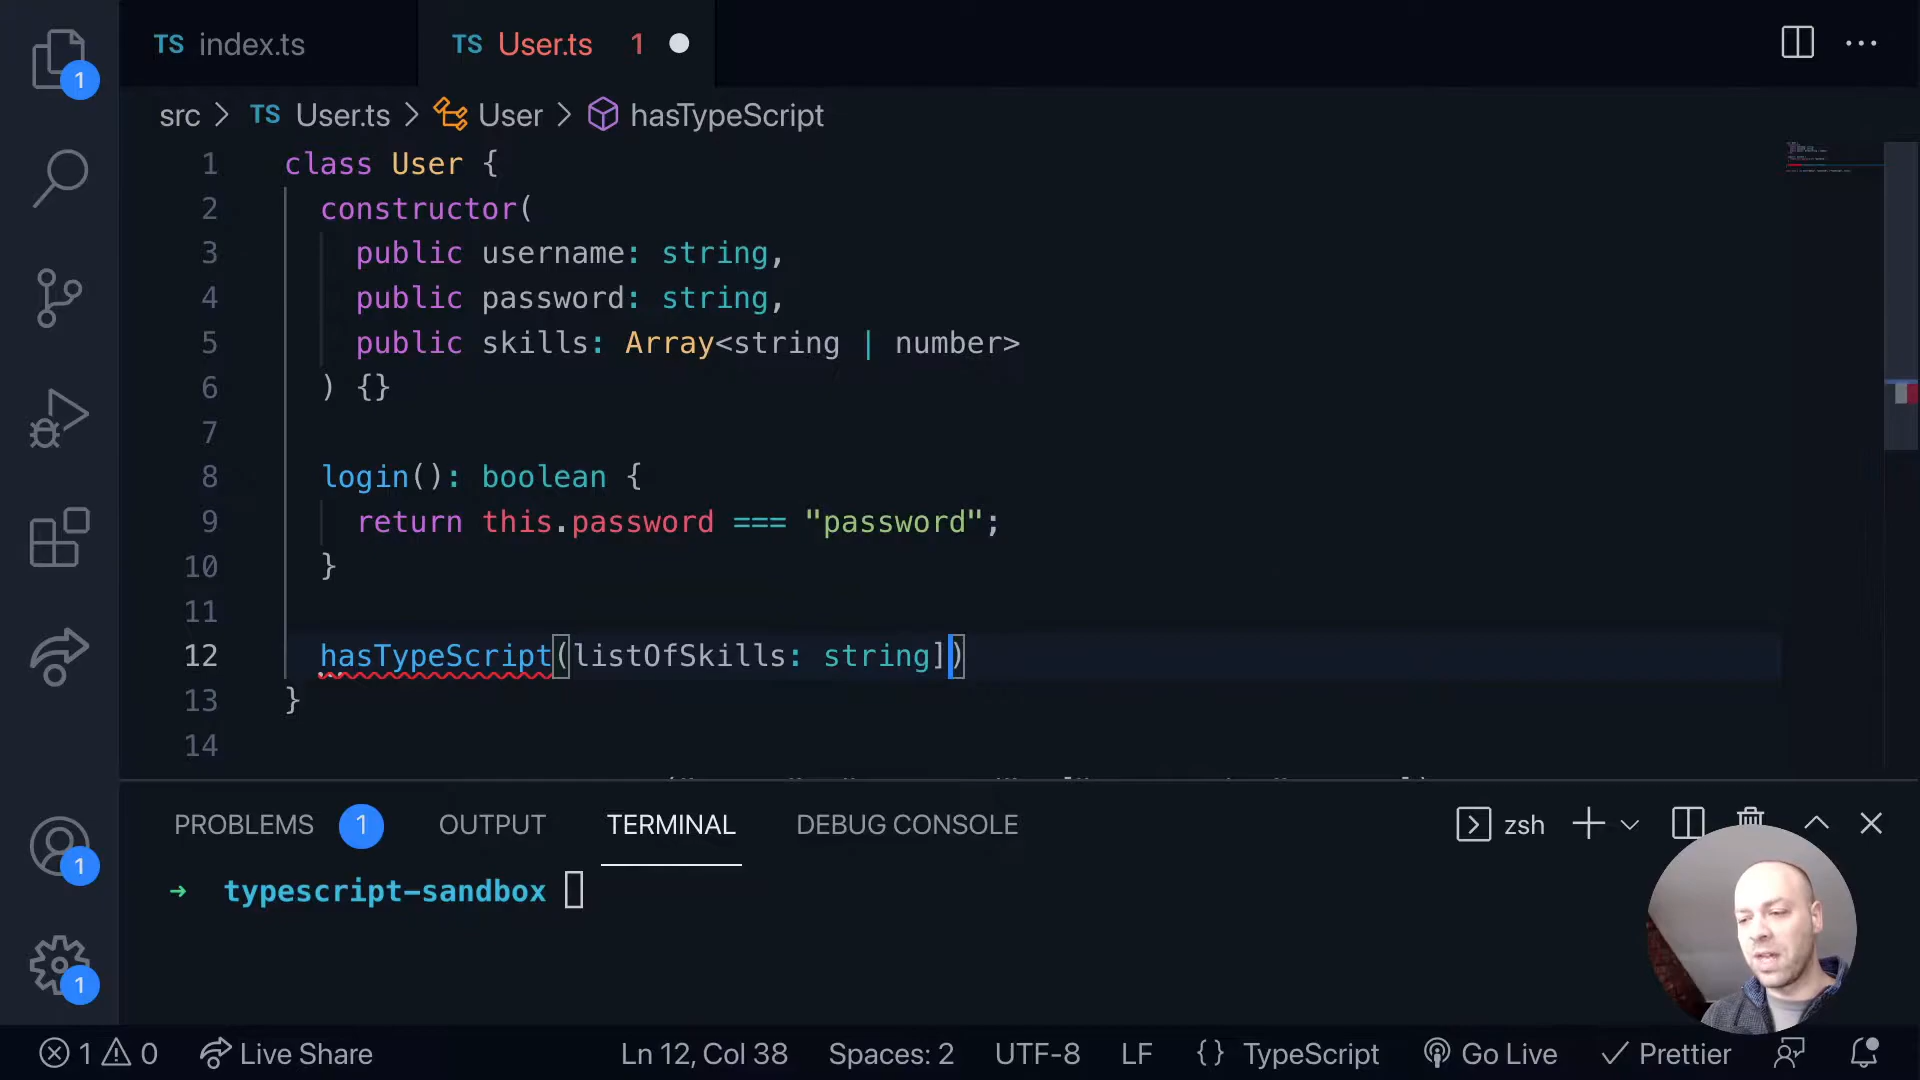 TS index.ts
TS User.ts 1
src > TS User.ts > User > hasTypeScript
1 class User {
2 constructor(
3 public username: string,
4 public password: string,
5 public skills: Array<string | number>
6 ) {}
7
8 login(): boolean {
9 return this.password === "password";
10 }
11
12 hasTypeScript(listOfSkills: string])
13 }
14
PROBLEMS 1 OUTPUT TERMINAL DEBUG CONSOLE zsh
→ typescript-sandbox
1
1
1
1 0 Live Share Ln 12, Col 38 Spaces: 2 UTF-8 LF {} TypeScript Go Live Prettier